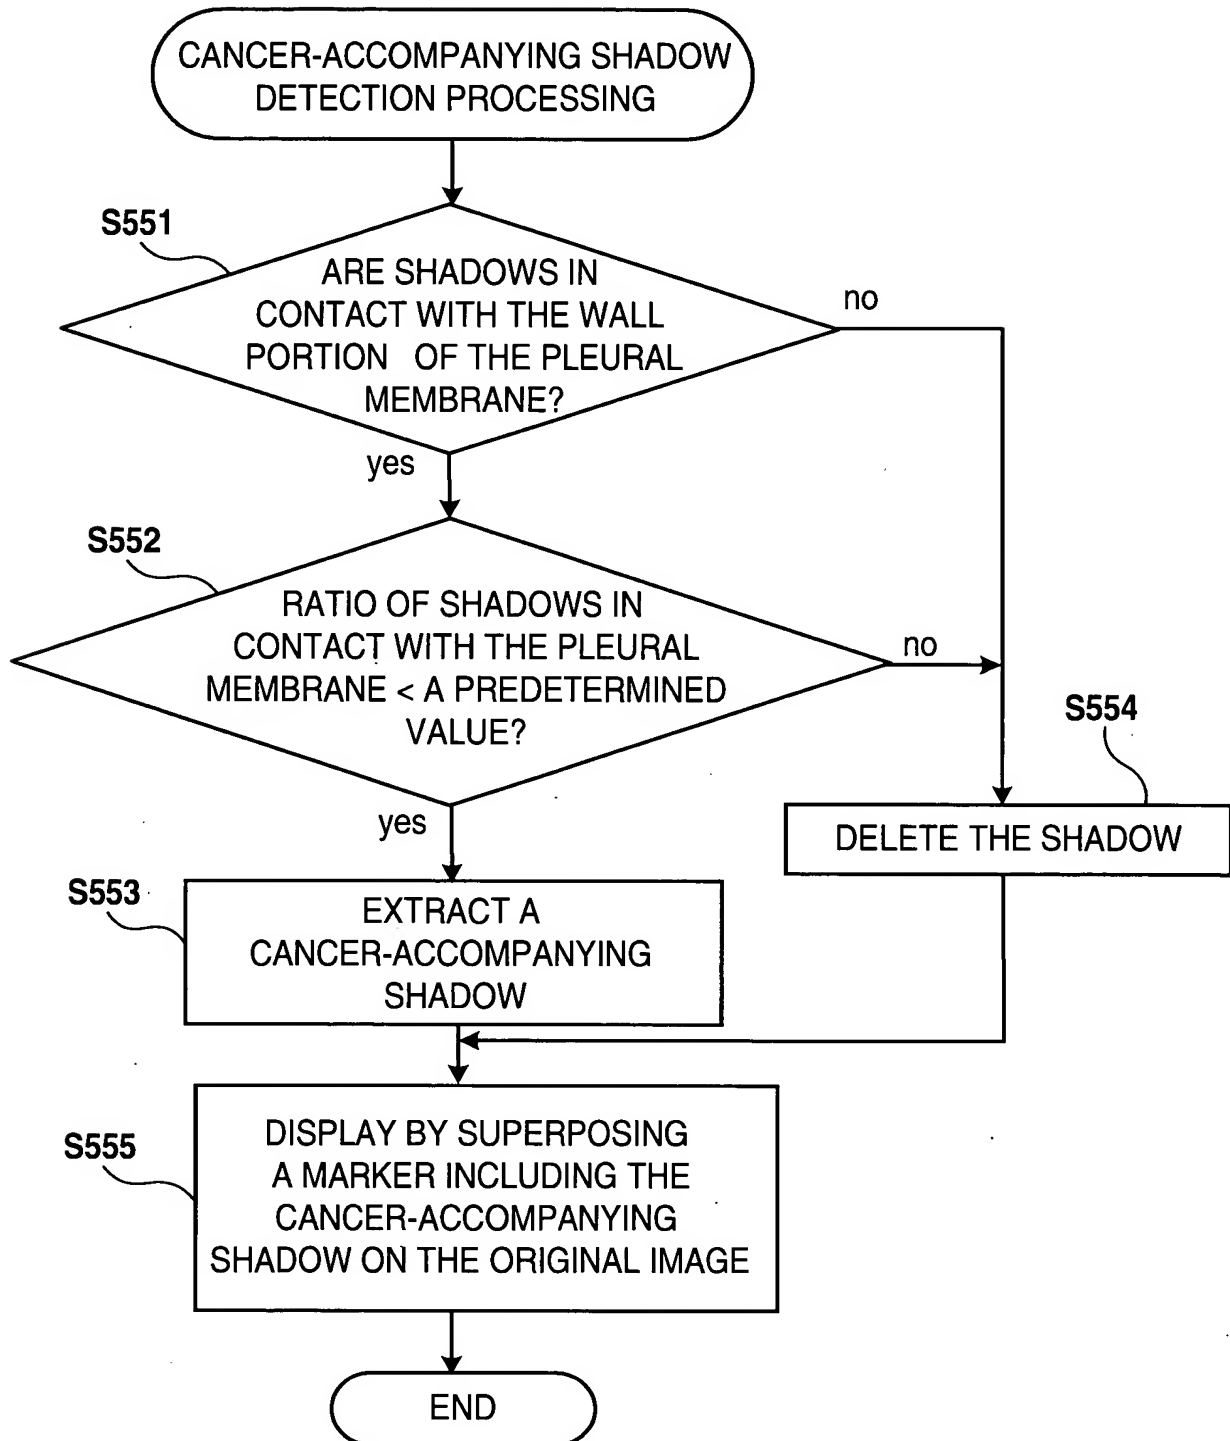 CANCER-ACCOMPANYING SHADOW
DETECTION PROCESSING
S551
ARE SHADOWS IN
CONTACT WITH THE WALL
PORTION OF THE PLEURAL
MEMBRANE?
no
yes
S552
RATIO OF SHADOWS IN
CONTACT WITH THE PLEURAL
MEMBRANE < A PREDETERMINED
VALUE?
no
yes
S554
DELETE THE SHADOW
S553
EXTRACT A
CANCER-ACCOMPANYING
SHADOW
S555
DISPLAY BY SUPERPOSING
A MARKER INCLUDING THE
CANCER-ACCOMPANYING
SHADOW ON THE ORIGINAL IMAGE
END